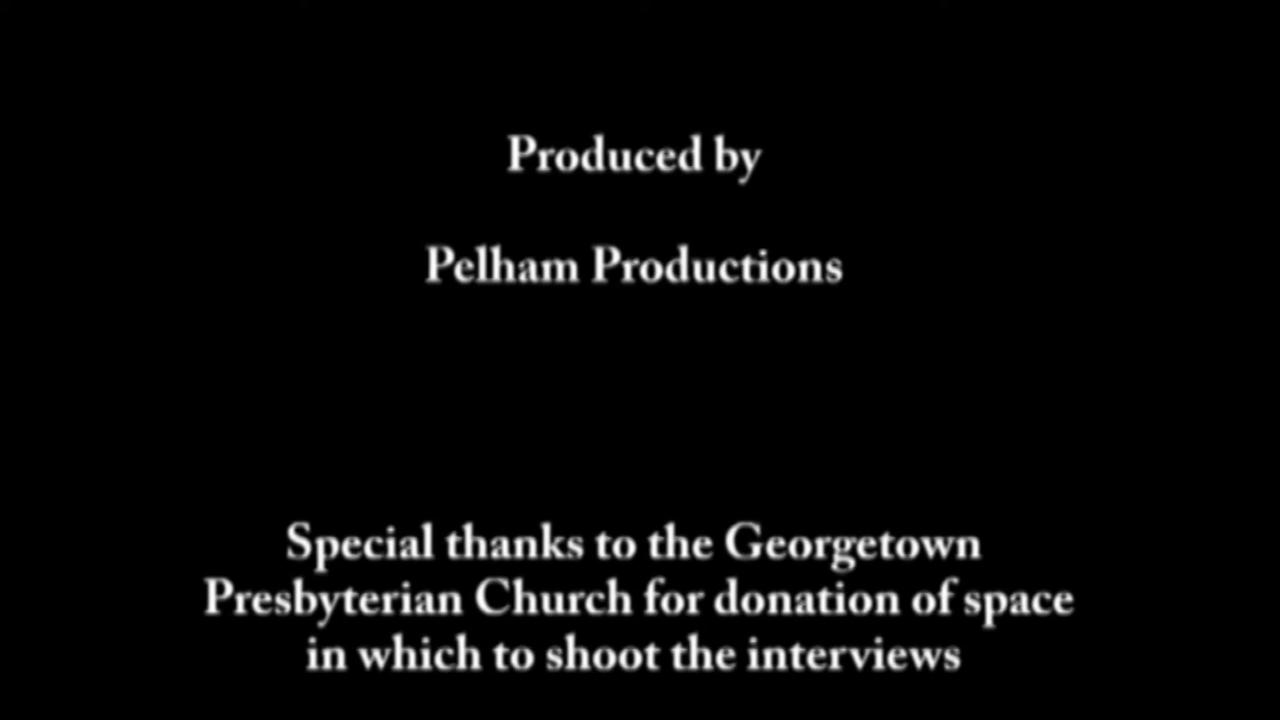 Produced by
Pelham Productions
Special thanks to the Georgetown
Presbyterian Church for donation of space
in which to shoot the interviews